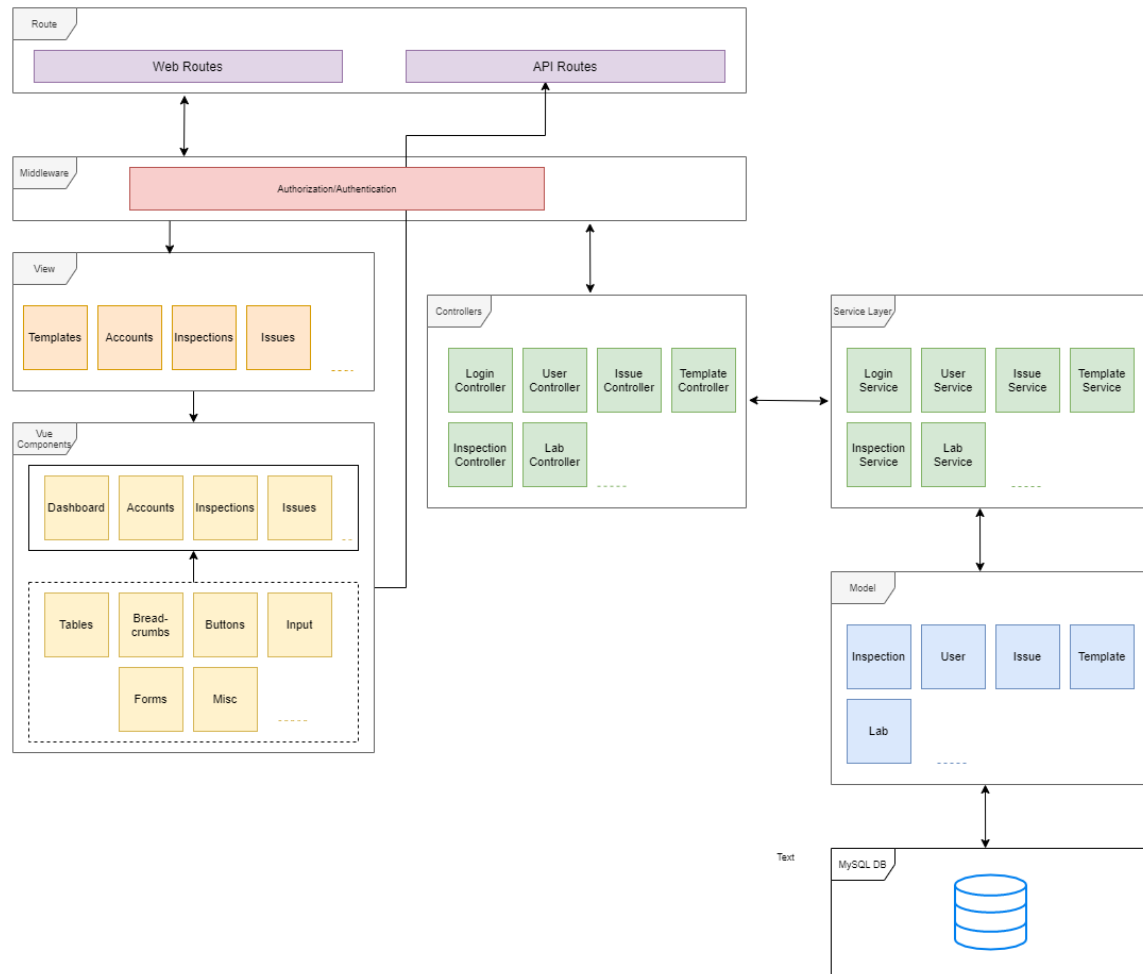 Route
Web Routes
API Routes
Middleware
Authorization/Authentication
View
Templates
Accounts
Inspections
Issues
Vue
Components
Dashboard
Accounts
Inspections
Issues
Tables
Bread-
crumbs
Buttons
Input
Forms
Misc
Controllers
Login
Controller
User
Controller
Issue
Controller
Template
Controller
Inspection
Controller
Lab
Controller
Service Layer
Login
Service
User
Service
Issue
Service
Template
Service
Inspection
Service
Lab
Service
Model
Inspection
User
Issue
Template
Lab
Text
MySQL DB